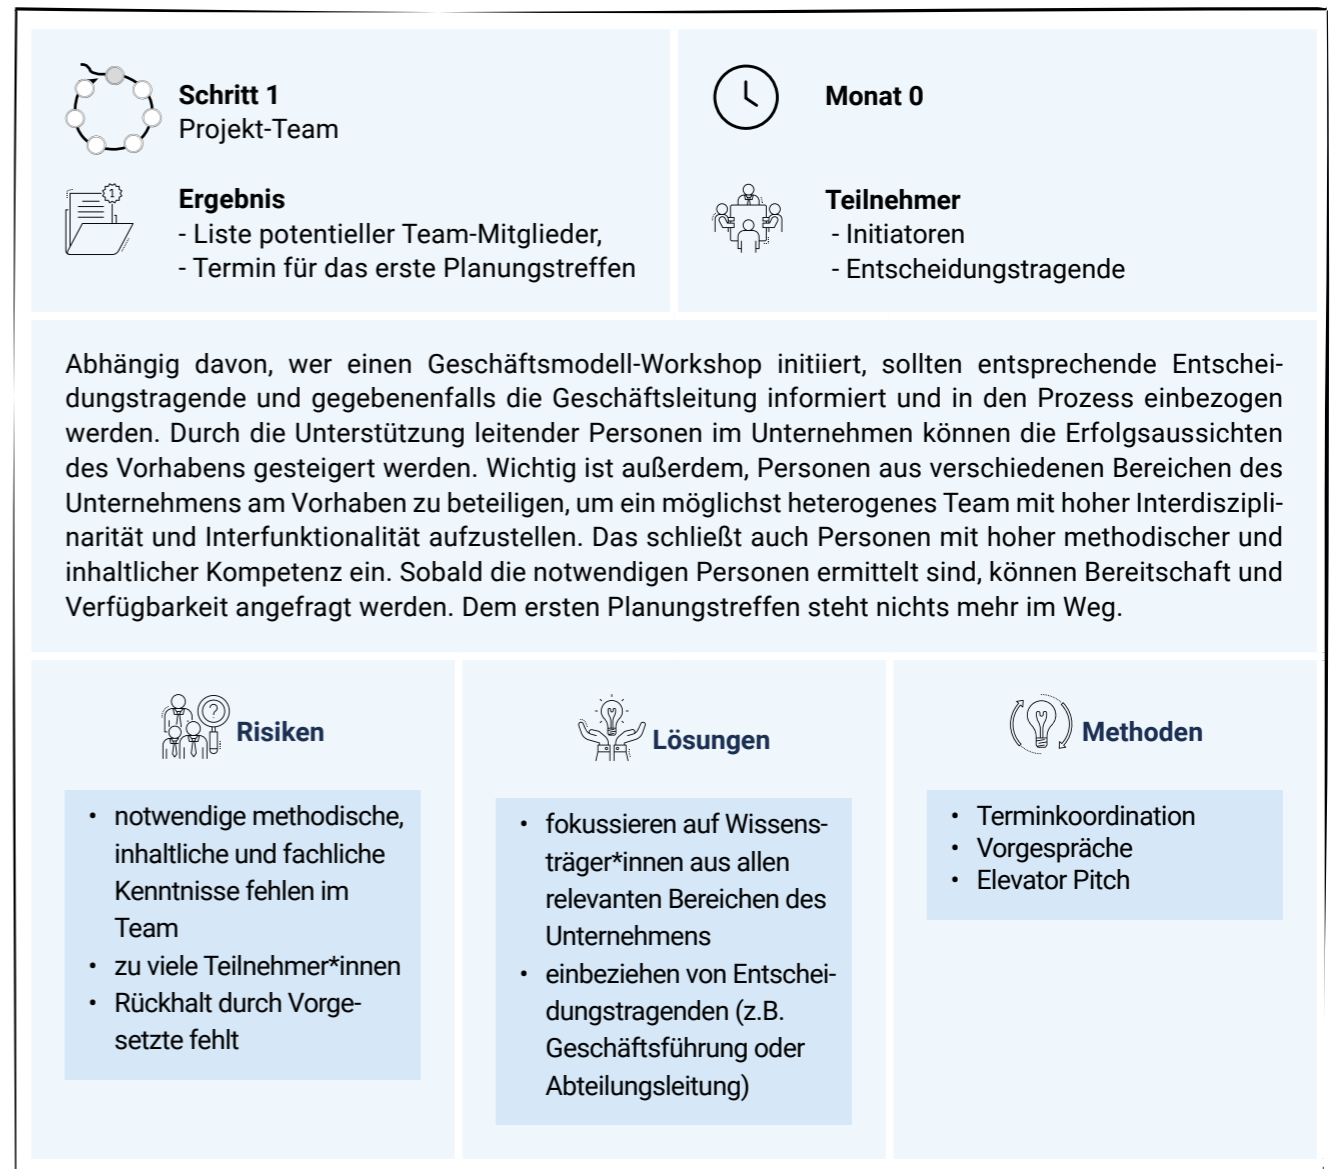 Schritt 1
Projekt-Team
Monat 0
1
Ergebnis
- Liste potentieller Team-Mitglieder,
- Termin für das erste Planungstreffen
Teilnehmer
- Initiatoren
- Entscheidungstragende
Abhängig davon, wer einen Geschäftsmodell-Workshop initiiert, sollten entsprechende Entschei-
dungstragende und gegebenenfalls die Geschäftsleitung informiert und in den Prozess einbezogen
werden. Durch die Unterstützung leitender Personen im Unternehmen können die Erfolgsaussichten
des Vorhabens gesteigert werden. Wichtig ist außerdem, Personen aus verschiedenen Bereichen des
Unternehmens am Vorhaben zu beteiligen, um ein möglichst heterogenes Team mit hoher Interdiszipli-
narität und Interfunktionalität aufzustellen. Das schließt auch Personen mit hoher methodischer und
inhaltlicher Kompetenz ein. Sobald die notwendigen Personen ermittelt sind, können Bereitschaft und
Verfügbarkeit angefragt werden. Dem ersten Planungstreffen steht nichts mehr im Weg.
?
Risiken
• notwendige methodische,
inhaltliche und fachliche
Kenntnisse fehlen im
Team
• zu viele Teilnehmer*innen
• Rückhalt durch Vorge-
setzte fehlt
Lösungen
• fokussieren auf Wissens-
träger*innen aus allen
relevanten Bereichen des
Unternehmens
• einbeziehen von Entschei-
dungstragenden (z.B.
Geschäftsführung oder
Abteilungsleitung)
Methoden
• Terminkoordination
• Vorgespräche
• Elevator Pitch